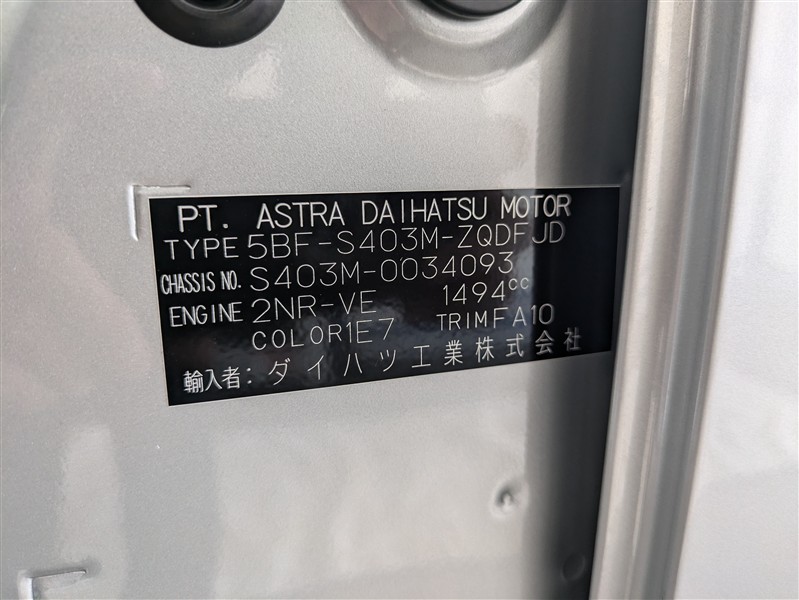 PT. ASTRA DAIHATSU MOTOR
TYPE 5BF-S403M-ZQDFJD
CHASSIS NO. S403M-0034093
ENGINE 2NR-VE 1494cc
COLOR 1E7 TRIM FA10
輸入者: ダイハツ工業株式会社